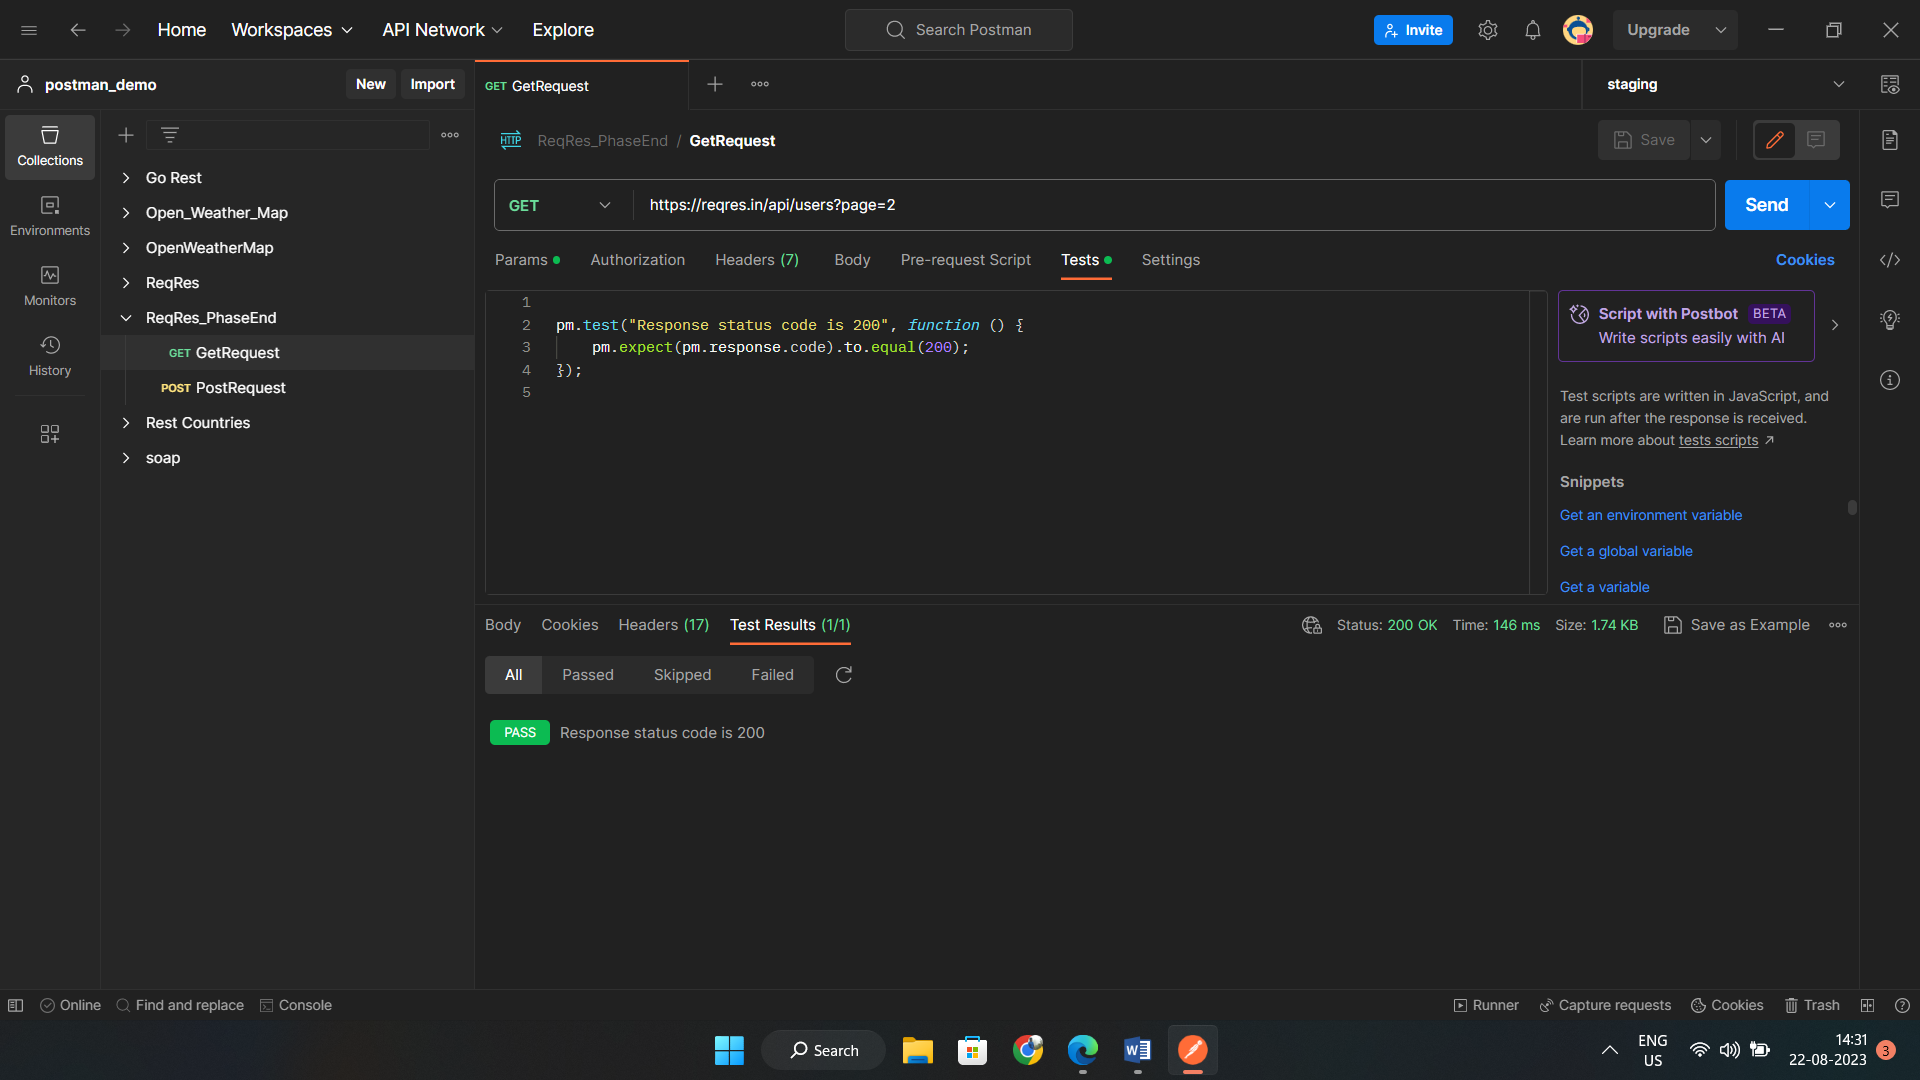 Home Workspaces API Network Explore Search Postman Invite Upgrade
postman_demo New Import GET GetRequest staging
Collections
Environments
Monitors
History
Go Rest
Open_Weather_Map
OpenWeatherMap
ReqRes
ReqRes_PhaseEnd
GET GetRequest
POST PostRequest
Rest Countries
soap
HTTP ReqRes_PhaseEnd / GetRequest Save
GET https://reqres.in/api/users?page=2 Send
Params Authorization Headers (7) Body Pre-request Script Tests Settings Cookies
1
2 pm.test("Response status code is 200", function () {
3 pm.expect(pm.response.code).to.equal(200);
4 });
5
Script with Postbot BETA
Write scripts easily with AI
Test scripts are written in JavaScript, and
are run after the response is received.
Learn more about tests scripts ↗
Snippets
Get an environment variable
Get a global variable
Get a variable
Body Cookies Headers (17) Test Results (1/1) Status: 200 OK Time: 146 ms Size: 1.74 KB Save as Example
All Passed Skipped Failed
PASS Response status code is 200
Online Find and replace Console Runner Capture requests Cookies Trash
Search ENG 14:31
US 22-08-2023 3